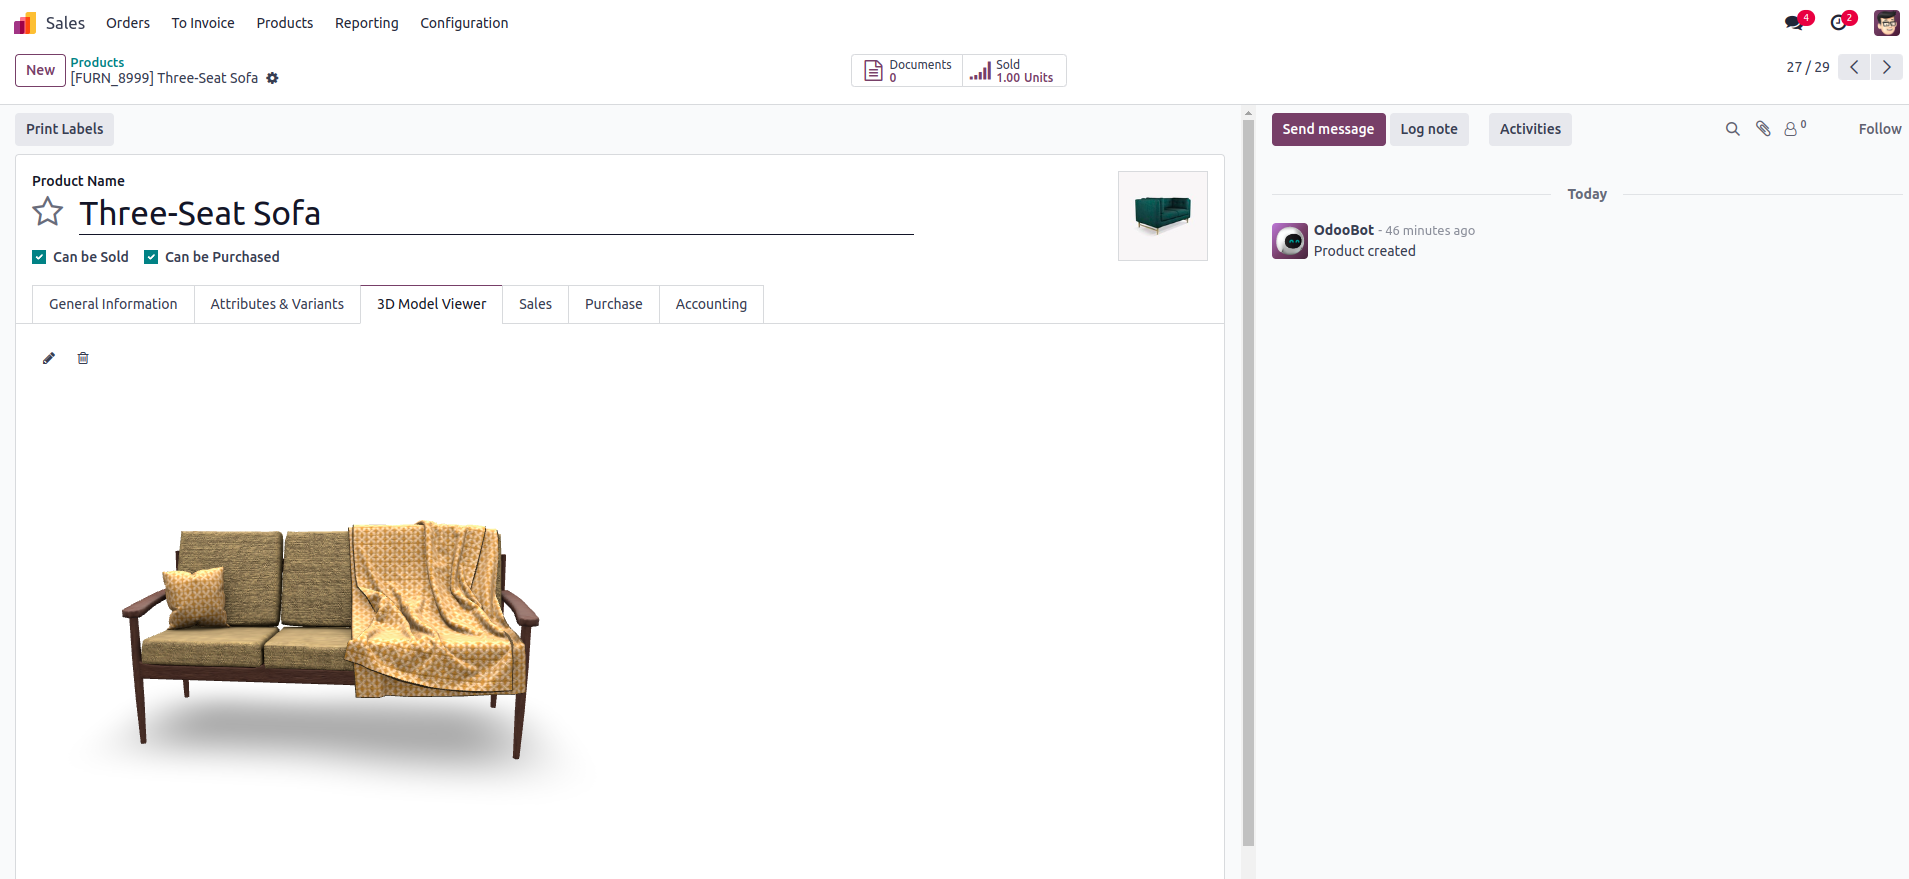 Sales Orders To Invoice Products Reporting Configuration 4 2
New Products
[FURN_8999] Three-Seat Sofa
Documents
0
Sold
1.00 Units
27 / 29
Print Labels
Send message Log note Activities 0 Follow
Product Name
Three-Seat Sofa
Can be Sold Can be Purchased
General Information Attributes & Variants 3D Model Viewer Sales Purchase Accounting
Today
OdooBot - 46 minutes ago
Product created